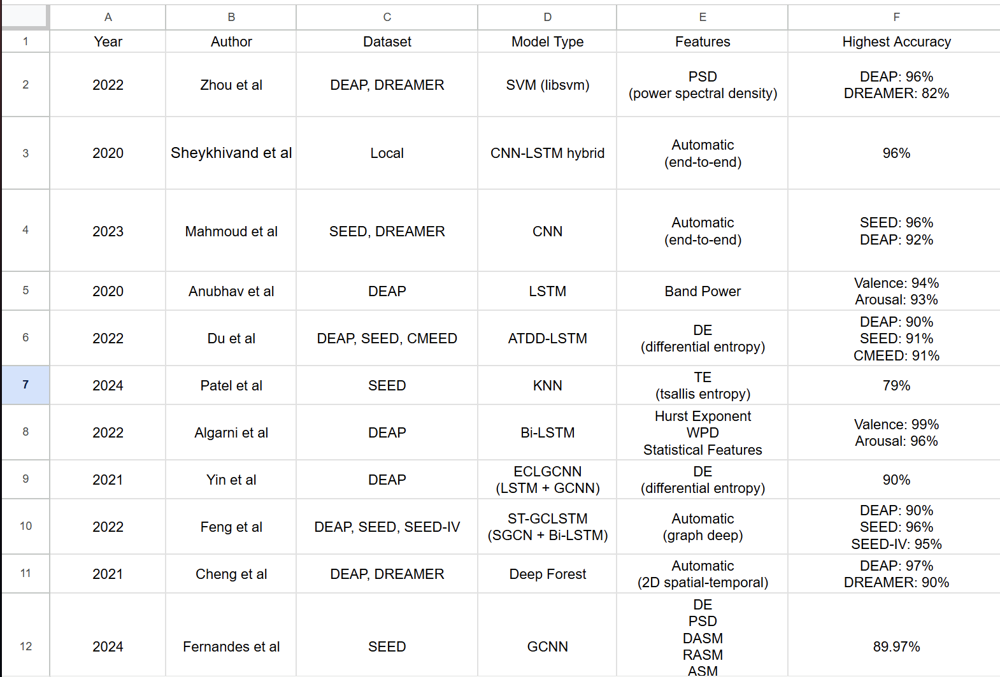 A B C D E F
1 Year Author Dataset Model Type Features Highest Accuracy
2 2022 Zhou et al DEAP, DREAMER SVM (libsvm) PSD
(power spectral density) DEAP: 96%
DREAMER: 82%
3 2020 Sheykhivand et al Local CNN-LSTM hybrid Automatic
(end-to-end) 96%
4 2023 Mahmoud et al SEED, DREAMER CNN Automatic
(end-to-end) SEED: 96%
DEAP: 92%
5 2020 Anubhav et al DEAP LSTM Band Power Valence: 94%
Arousal: 93%
6 2022 Du et al DEAP, SEED, CMEED ATDD-LSTM DE
(differential entropy) DEAP: 90%
SEED: 91%
CMEED: 91%
7 2024 Patel et al SEED KNN TE
(tsallis entropy) 79%
8 2022 Algarni et al DEAP Bi-LSTM Hurst Exponent
WPD
Statistical Features Valence: 99%
Arousal: 96%
9 2021 Yin et al DEAP ECLGCNN
(LSTM + GCNN) DE
(differential entropy) 90%
10 2022 Feng et al DEAP, SEED, SEED-IV ST-GCLSTM
(SGCN + Bi-LSTM) Automatic
(graph deep) DEAP: 90%
SEED: 96%
SEED-IV: 95%
11 2021 Cheng et al DEAP, DREAMER Deep Forest Automatic
(2D spatial-temporal) DEAP: 97%
DREAMER: 90%
12 2024 Fernandes et al SEED GCNN DE
PSD
DASM
RASM
ASM 89.97%